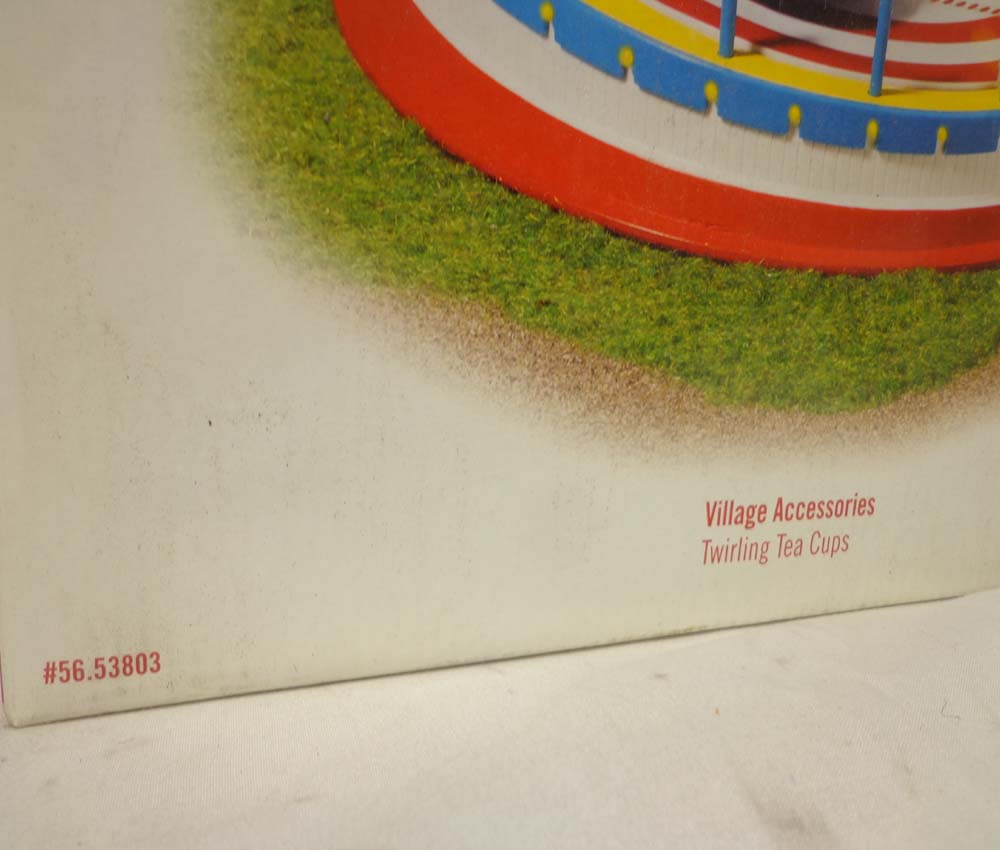 Village Accessories
Twirling Tea Cups
#56.53803